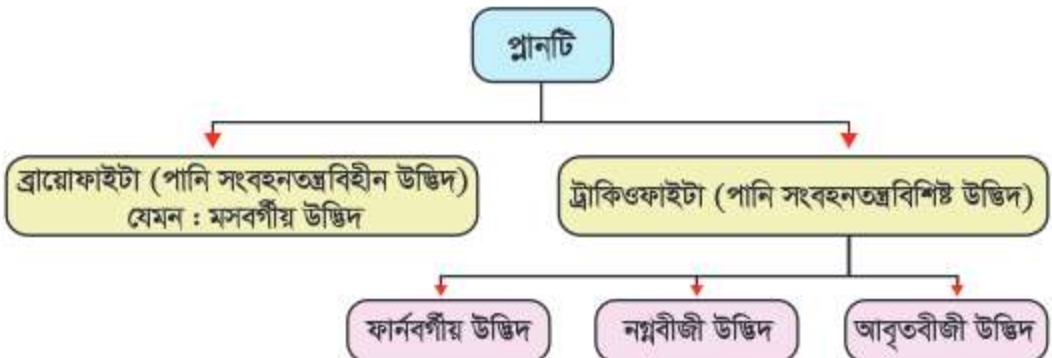 প্লানটি
ব্রায়োফাইটা (পানি সংবহনতন্ত্রবিহীন উদ্ভিদ)
যেমন : মসবর্গীয় উদ্ভিদ
ট্রাকিওফাইটা (পানি সংবহনতন্ত্রবিশিষ্ট উদ্ভিদ)
ফার্নবর্গীয় উদ্ভিদ
নগ্নবীজী উদ্ভিদ
আবৃতবীজী উদ্ভিদ